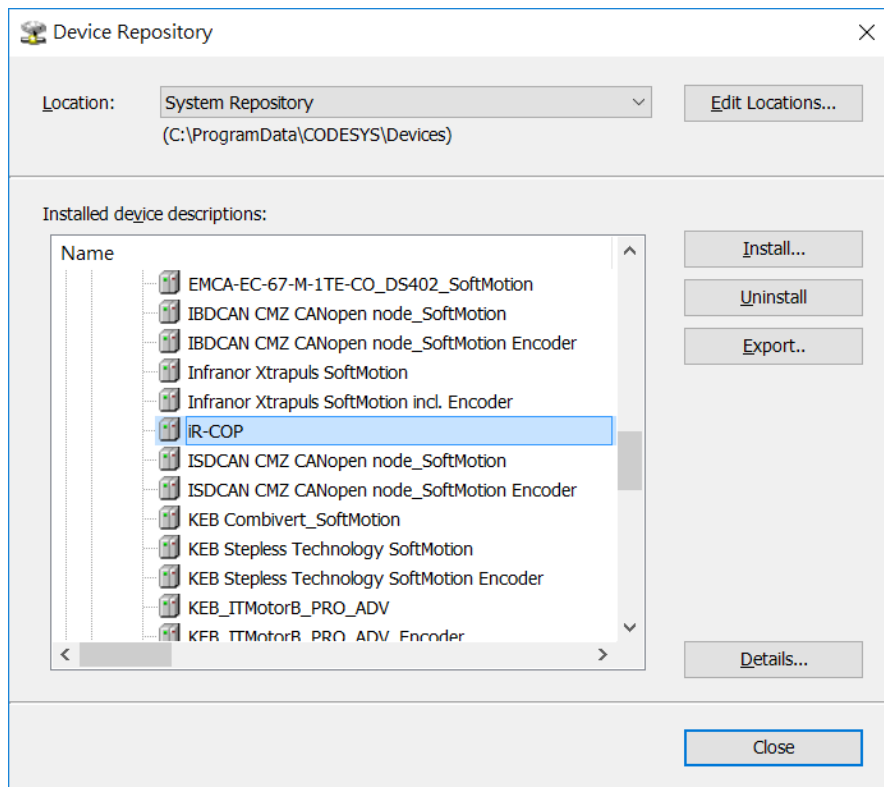 Device Repository
Location: System Repository Edit Locations...
(C:\ProgramData\CODESYS\Devices)
Installed device descriptions:
Name
Install...
EMCA-EC-67-M-1TE-CO_DS402_SoftMotion
IBDCAN CMZ CANopen node_SoftMotion
Uninstall
IBDCAN CMZ CANopen node_SoftMotion Encoder
Export..
Infranor Xtrapuls SoftMotion
Infranor Xtrapuls SoftMotion incl. Encoder
iR-COP
ISDCAN CMZ CANopen node_SoftMotion
ISDCAN CMZ CANopen node_SoftMotion Encoder
KEB Combivert_SoftMotion
KEB Stepless Technology SoftMotion
KEB Stepless Technology SoftMotion Encoder
KEB_ITMotorB_PRO_ADV
KEB_ITMotorB_PRO_ADV_Encoder
Details...
Close